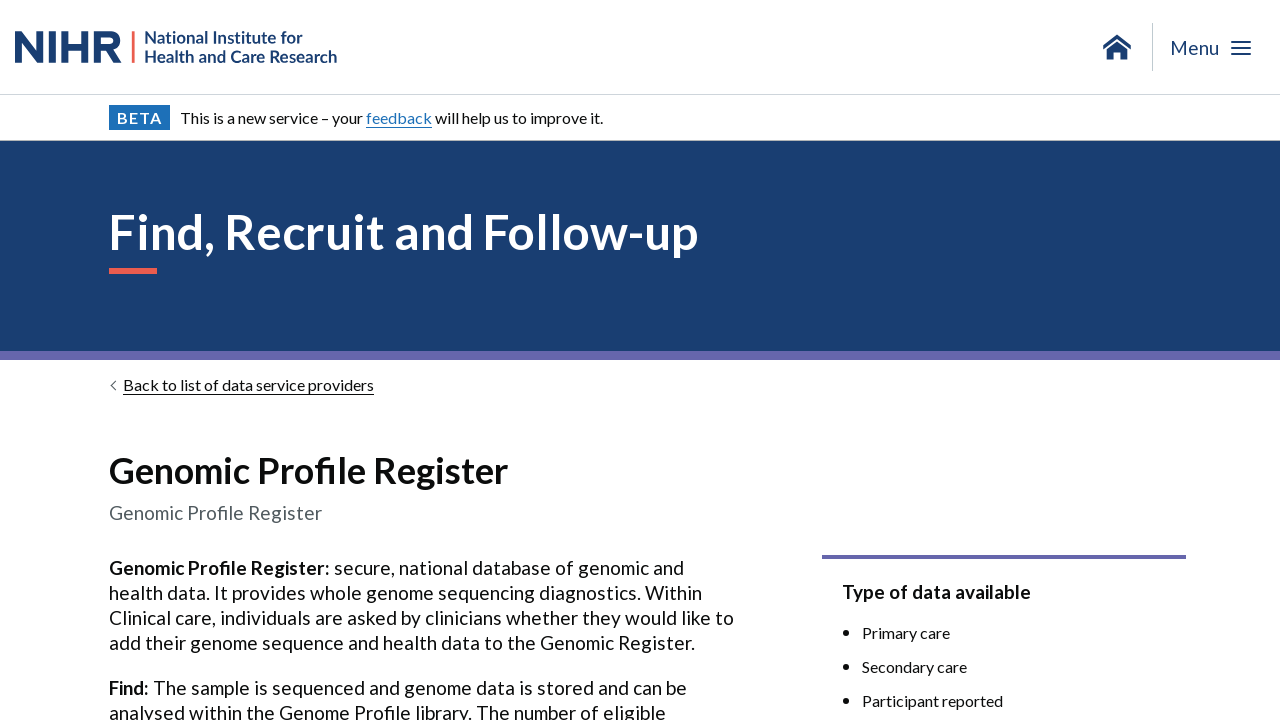 NIHR
National Institute for
Health and Care Research
Menu
BETA This is a new service – your feedback will help us to improve it.
Find, Recruit and Follow-up
Back to list of data service providers
Genomic Profile Register
Genomic Profile Register
Genomic Profile Register: secure, national database of genomic and
health data. It provides whole genome sequencing diagnostics. Within
Clinical care, individuals are asked by clinicians whether they would like to
add their genome sequence and health data to the Genomic Register.
Find: The sample is sequenced and genome data is stored and can be
analysed within the Genome Profile library. The number of eligible
Type of data available
Primary care
Secondary care
Participant reported